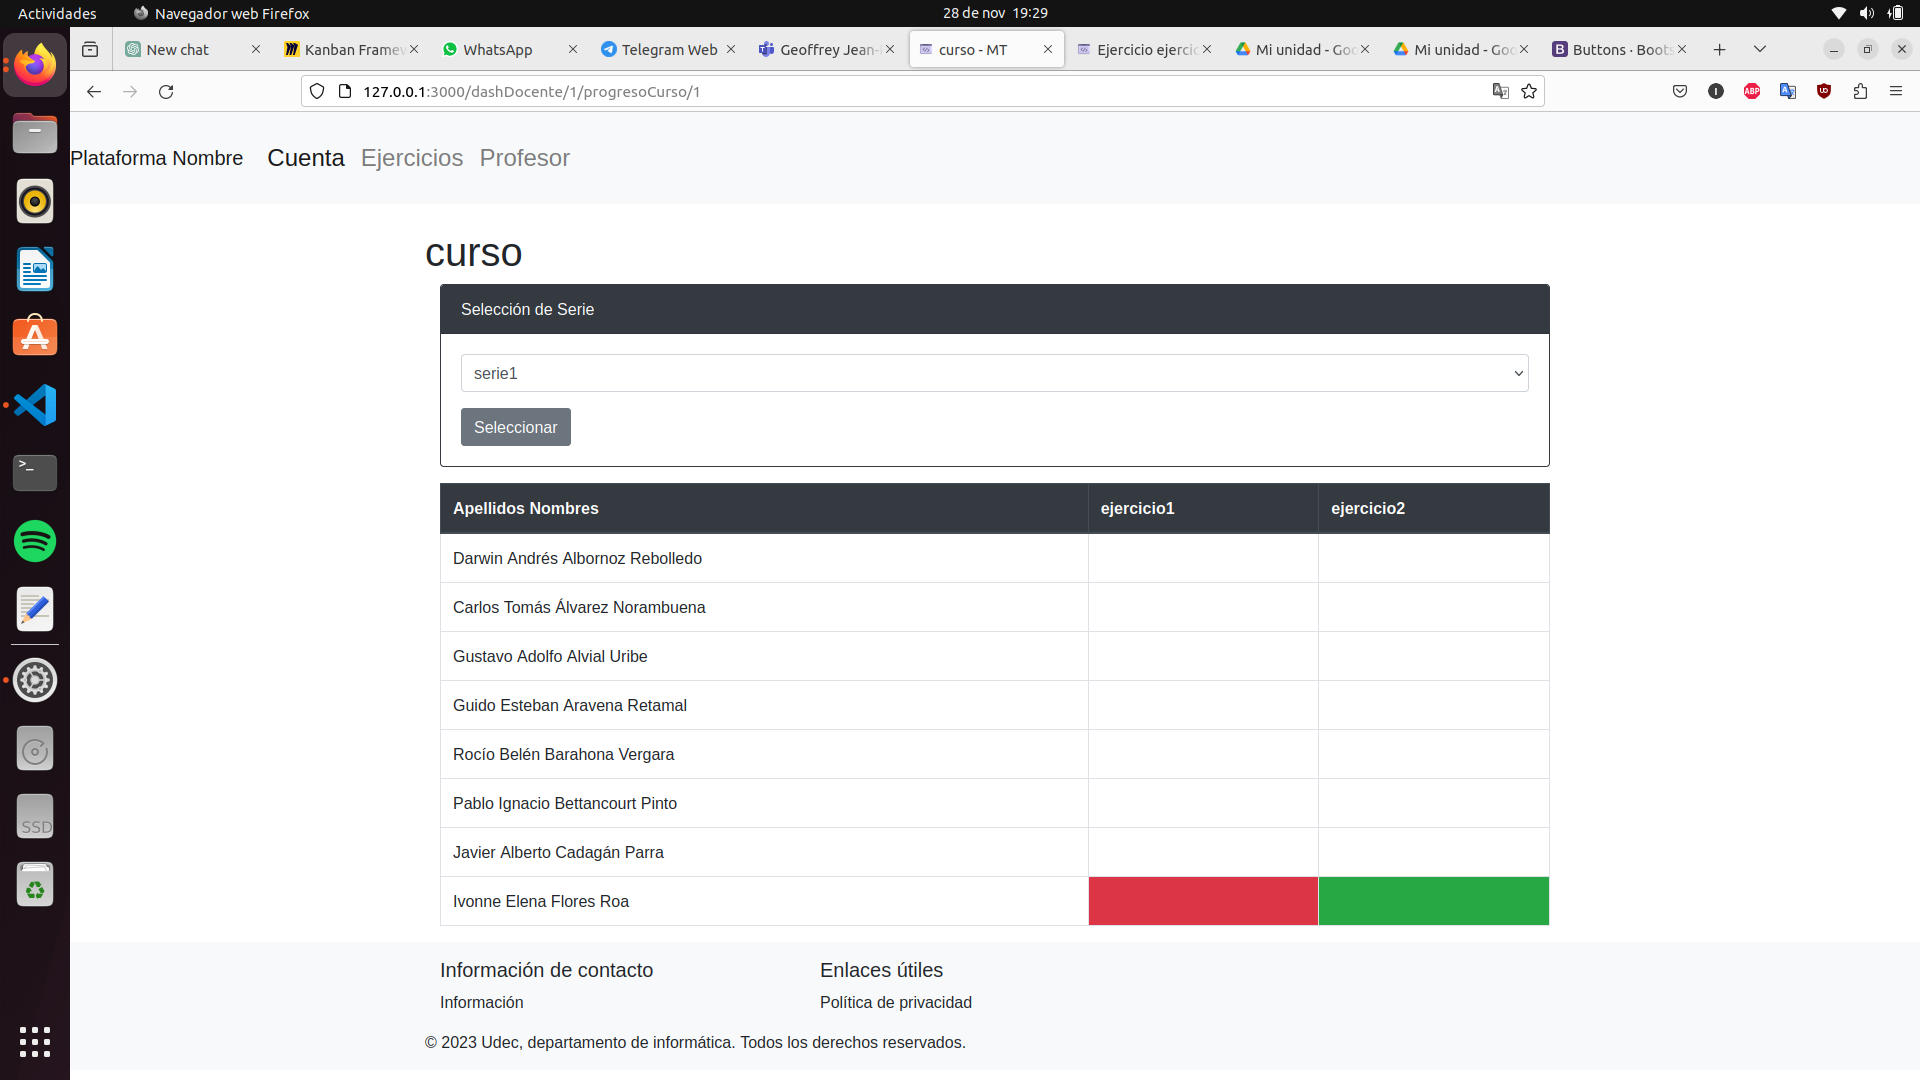 Actividades Navegador web Firefox 28 de nov 19:29
New chat Kanban Framew WhatsApp Telegram Web Geoffrey Jean- curso - MT Ejercicio ejercic Mi unidad - Goo Mi unidad - Goo Buttons · Boots
127.0.0.1:3000/dashDocente/1/progresoCurso/1
ABP
Plataforma Nombre Cuenta Ejercicios Profesor
curso
Selección de Serie
serie1
Seleccionar
Apellidos Nombres ejercicio1 ejercicio2
Darwin Andrés Albornoz Rebolledo
Carlos Tomás Álvarez Norambuena
Gustavo Adolfo Alvial Uribe
Guido Esteban Aravena Retamal
Rocío Belén Barahona Vergara
Pablo Ignacio Bettancourt Pinto
Javier Alberto Cadagán Parra
Ivonne Elena Flores Roa
SSD
Información de contacto Enlaces útiles
Información Política de privacidad
© 2023 Udec, departamento de informática. Todos los derechos reservados.